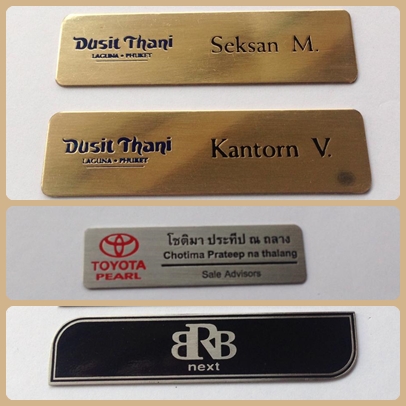 Dusit Thani
LAGUNA • PHUKET
Seksan M.
Dusit Thani
LAGUNA • PHUKET
Kantorn V.
TOYOTA
PEARL
โชติมา ประทีป ณ ถลาง
Chotima Prateep na thalang
Sale Advisors
BRB
next